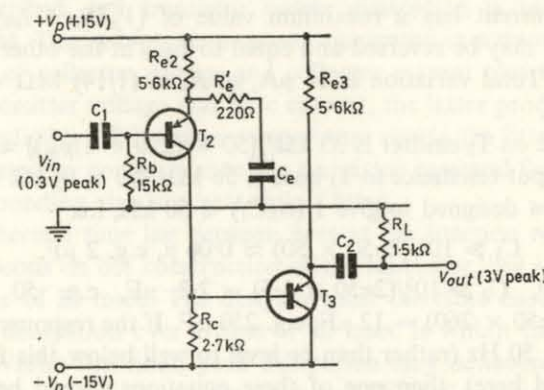 +Vp(+15V)
Re2
5·6kΩ
R'e
220Ω
Re3
5·6kΩ
C1
T2
Vin
(0·3V peak)
Rb
15kΩ
Ce
RL
1·5kΩ
C2
Vout (3V peak)
T3
Rc
2·7kΩ
−Vn(−15V)